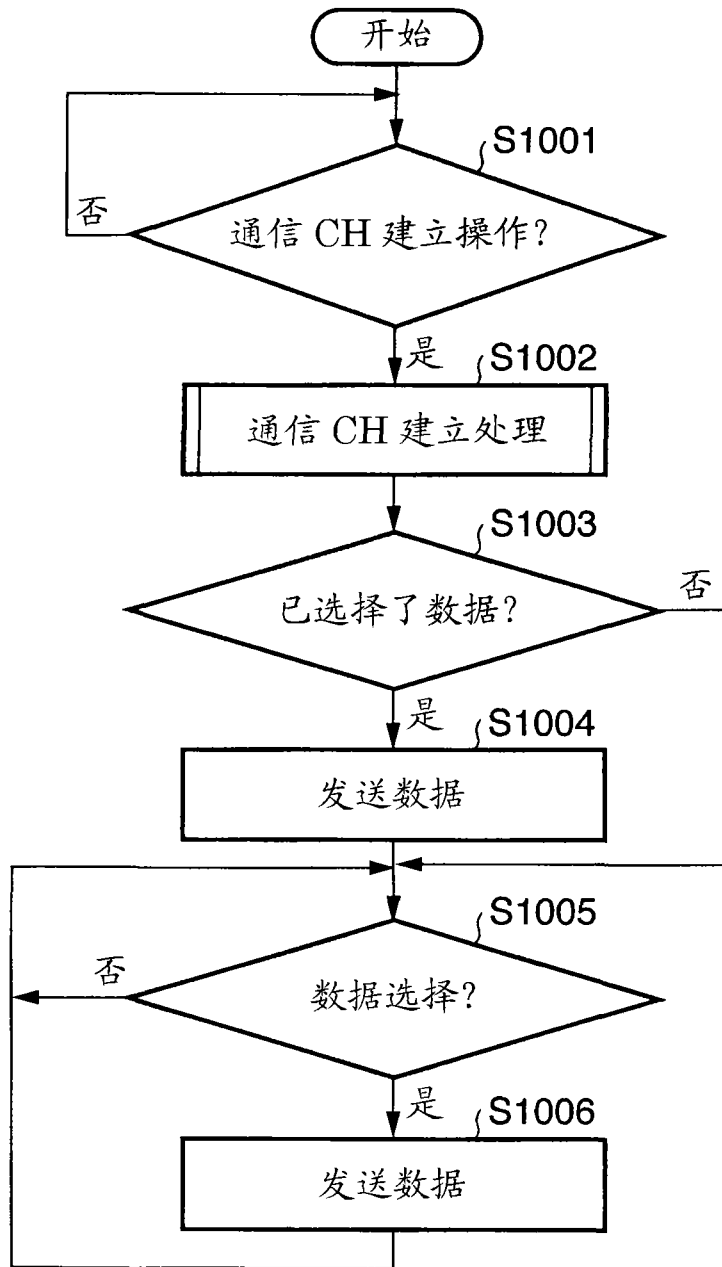 开始
S1001
否
通信 CH 建立操作?
是
S1002
通信 CH 建立处理
S1003
否
已选择了数据?
是
S1004
发送数据
S1005
否
数据选择?
是
S1006
发送数据